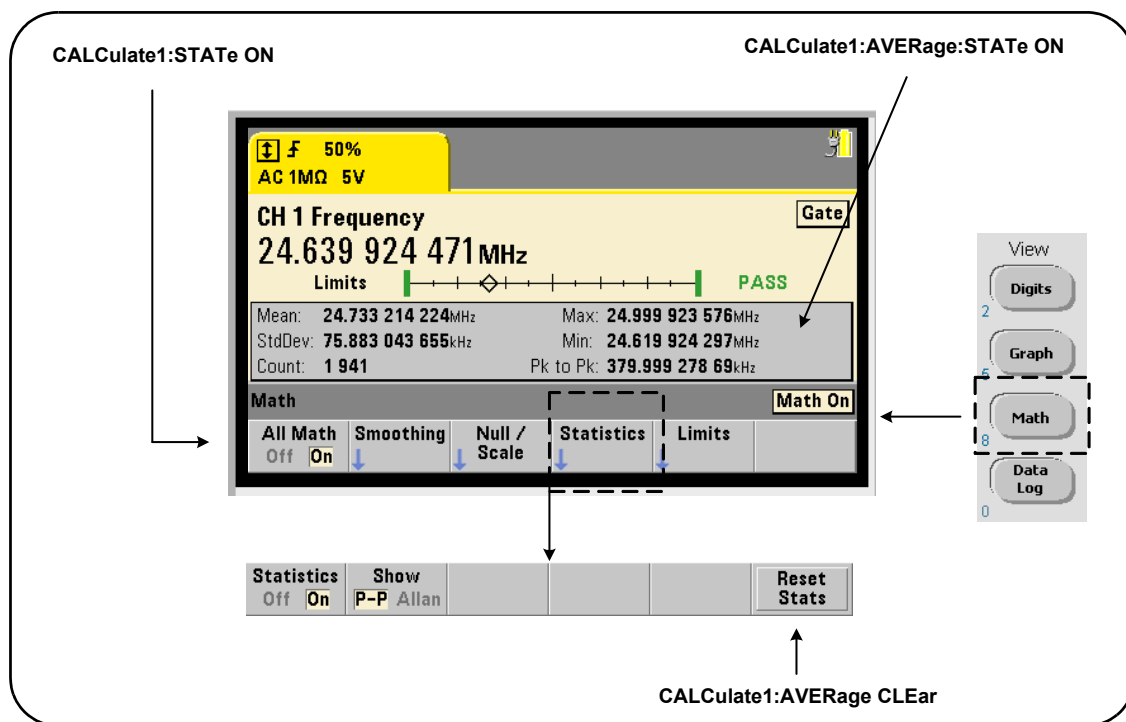 CALCulate1:STATe ON
CALCulate1:AVERage:STATe ON
50%
AC 1MΩ 5V
CH 1 Frequency
Gate
24.639 924 471 MHz
Limits
PASS
Mean: 24.733 214 224MHz Max: 24.999 923 576MHz
StdDev: 75.883 043 655kHz Min: 24.619 924 297MHz
Count: 1 941 Pk to Pk: 379.999 278 69kHz
Math
Math On
All Math
Off On
Smoothing
Null /
Scale
Statistics
Limits
View
Digits
2
Graph
Math
8
Data
Log
0
Statistics
Off On
Show
P-P Allan
Reset
Stats
CALCulate1:AVERage CLEar